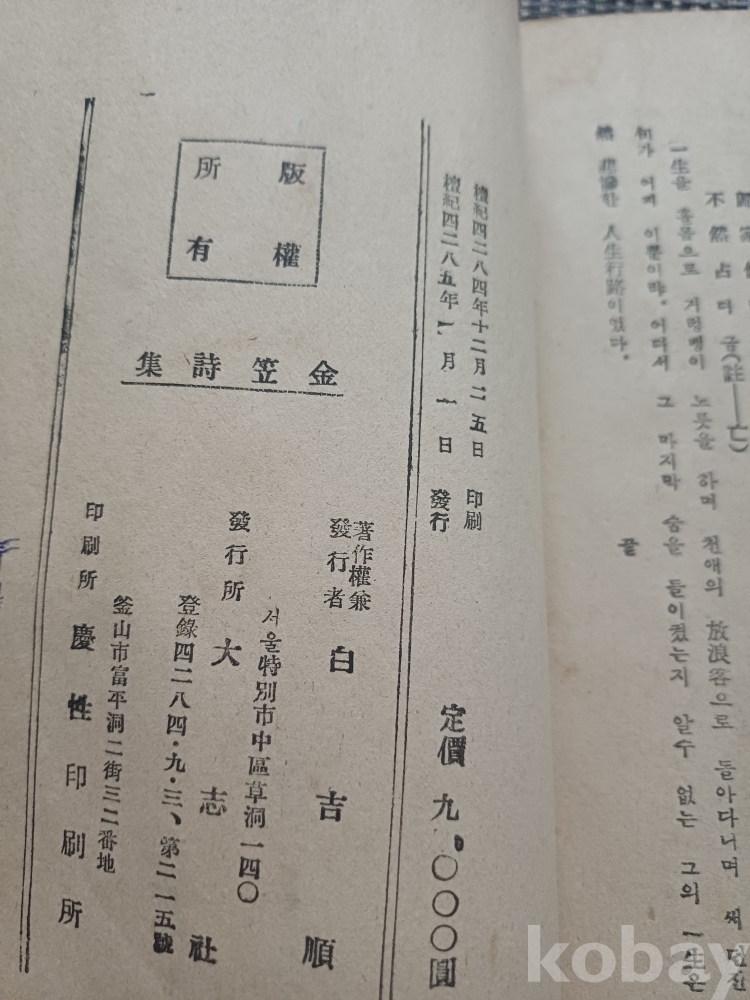 不然占더 글(註—亡)
一生을 홀몸으로 거렁뱅이 노릇을 하며 천애의 放浪客으로 돌아다니며 써던진
句가 어찌 이뿐이랴. 어디서 그 마지막 숨을 들이켰는지 알수 없는 그의 一生은
然 悲慘한 人生行路이었다.
끝
檀紀四二八四年十二月二五日 印刷
檀紀四二八五年 一月 一日 發行
定價 九、〇〇〇圓
版權
所有
金笠詩集
著作權兼
發行者 白吉順
서울特別市中區草洞一四〇
發行所 大志社
登錄四二八四·九·三、第二一五號
釜山市富平洞二街三二番地
印刷所 慶性印刷所
kobay